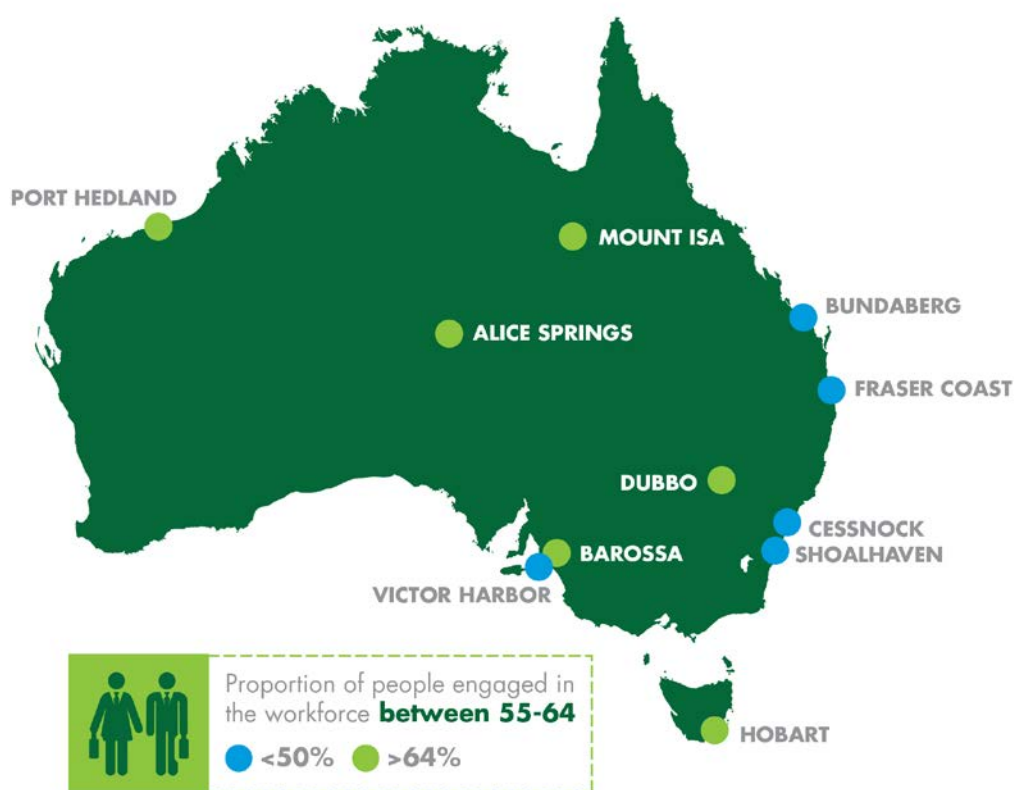 PORT HEDLAND
MOUNT ISA
BUNDABERG
ALICE SPRINGS
FRASER COAST
DUBBO
CESSNOCK
SHOALHAVEN
BAROSSA
VICTOR HARBOR
HOBART
Proportion of people engaged in
the workforce between 55-64
<50% >64%